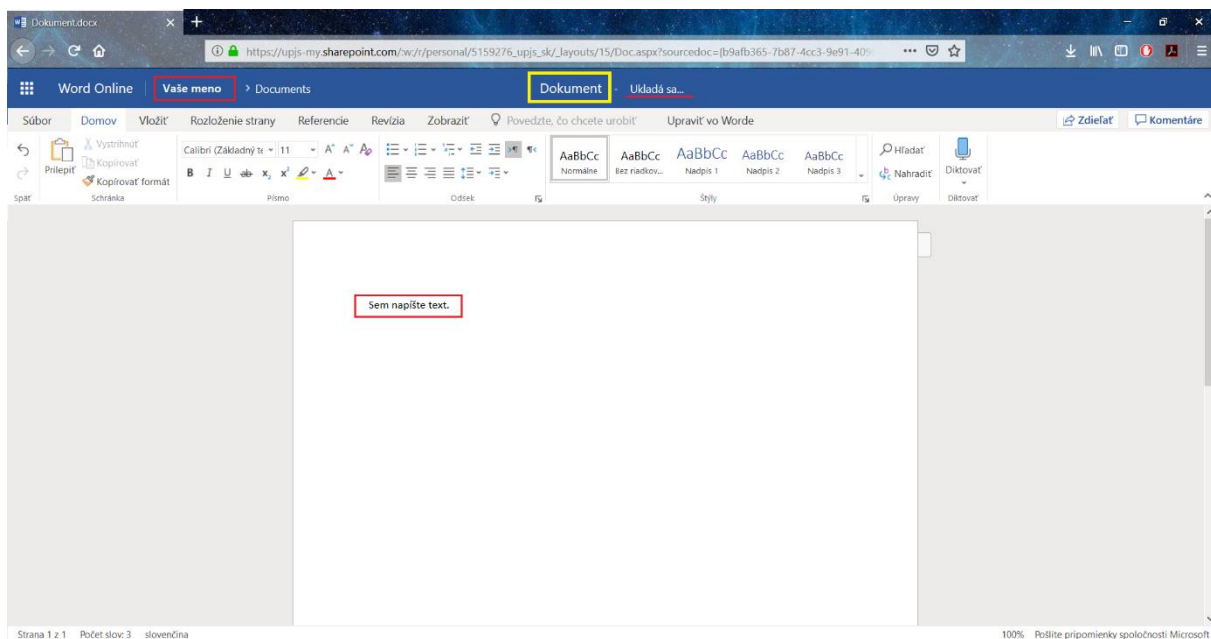 Dokument.docx
https://upjs-my.sharepoint.com/:w:/r/personal/5159276_upjs_sk/_layouts/15/Doc.aspx?sourcedoc={b9afb365-7b87-4cc3-9e91-409
Word Online | Vaše meno > Documents Dokument - Ukladá sa...
Súbor Domov Vložiť Rozloženie strany Referencie Revízia Zobraziť Povedzte, čo chcete urobiť Upraviť vo Worde Zdieľať Komentáre
Prilepiť
Vystrihnúť
Kopírovať
Kopírovať formát
Calibri (Základný te 11
B I U ab x₂ x² A
AaBbCc AaBbCc AaBbCc AaBbCc AaBbCc
Normálne Bez riadkov... Nadpis 1 Nadpis 2 Nadpis 3
Hľadať
Nahradiť
Diktovať
Späť Schránka Písmo Odsek Štýly Úpravy Diktovať
Sem napíšte text.
Strana 1 z 1 Počet slov: 3 slovenčina 100% Pošlite pripomienky spoločnosti Microsoft